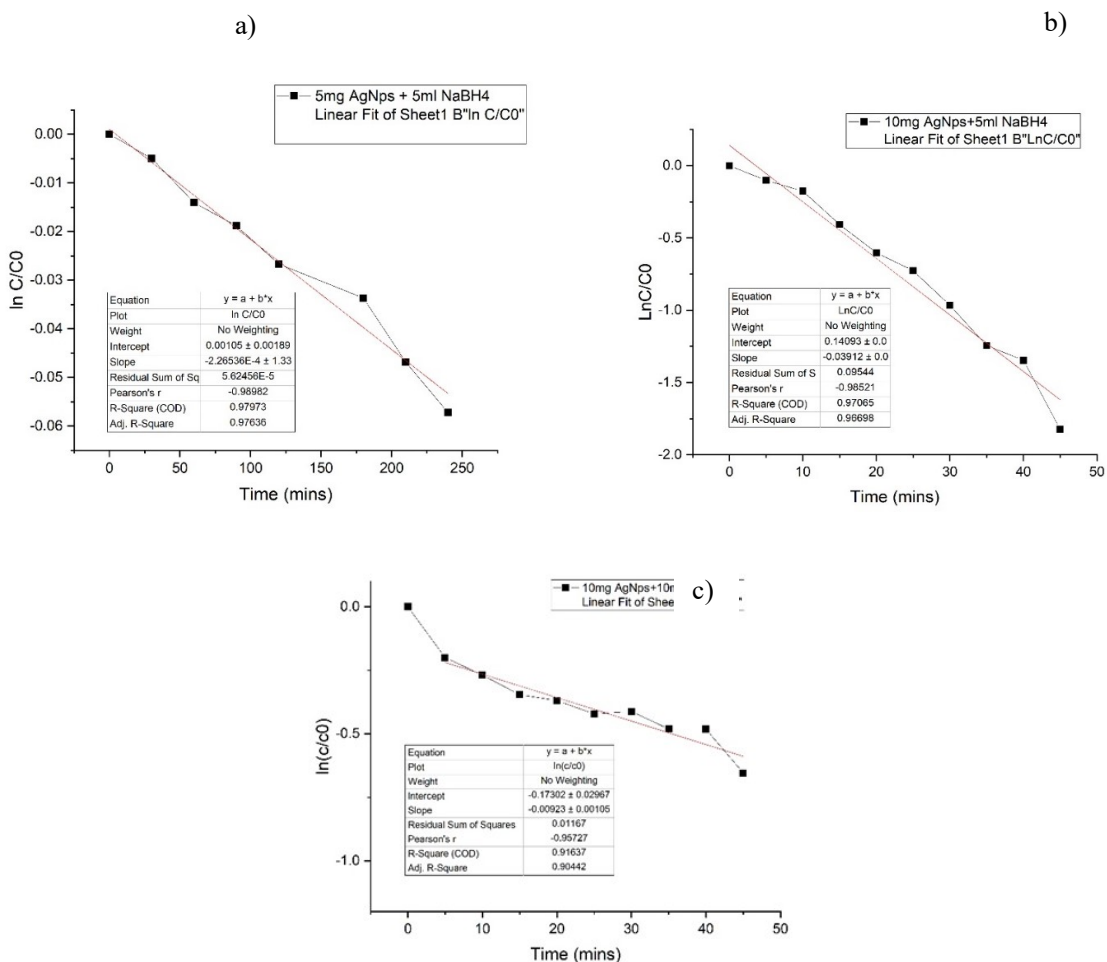 a)
5mg AgNps + 5ml NaBH4
Linear Fit of Sheet1 B"ln C/C0"
0.00
-0.01
-0.02
-0.03
-0.04
-0.05
-0.06
ln C/C0
Equation y = a + b*x
Plot ln C/C0
Weight No Weighting
Intercept 0.00105 ± 0.00189
Slope -2.26536E-4 ± 1.33
Residual Sum of Sq 5.62456E-5
Pearson's r -0.98982
R-Square (COD) 0.97973
Adj. R-Square 0.97636
0 50 100 150 200 250
Time (mins)
b)
10mg AgNps+5ml NaBH4
Linear Fit of Sheet1 B"LnC/C0"
0.0
-0.5
-1.0
-1.5
-2.0
LnC/C0
Equation y = a + b*x
Plot LnC/C0
Weight No Weighting
Intercept 0.14093 ± 0.0
Slope -0.03912 ± 0.0
Residual Sum of S 0.09544
Pearson's r -0.98521
R-Square (COD) 0.97065
Adj. R-Square 0.96698
0 10 20 30 40 50
Time (mins)
c)
10mg AgNps+10
Linear Fit of Shee
0.0
-0.5
-1.0
ln(c/c0)
Equation y = a + b*x
Plot ln(c/c0)
Weight No Weighting
Intercept -0.17302 ± 0.02967
Slope -0.00923 ± 0.00105
Residual Sum of Squares 0.01167
Pearson's r -0.95727
R-Square (COD) 0.91637
Adj. R-Square 0.90442
0 10 20 30 40 50
Time (mins)